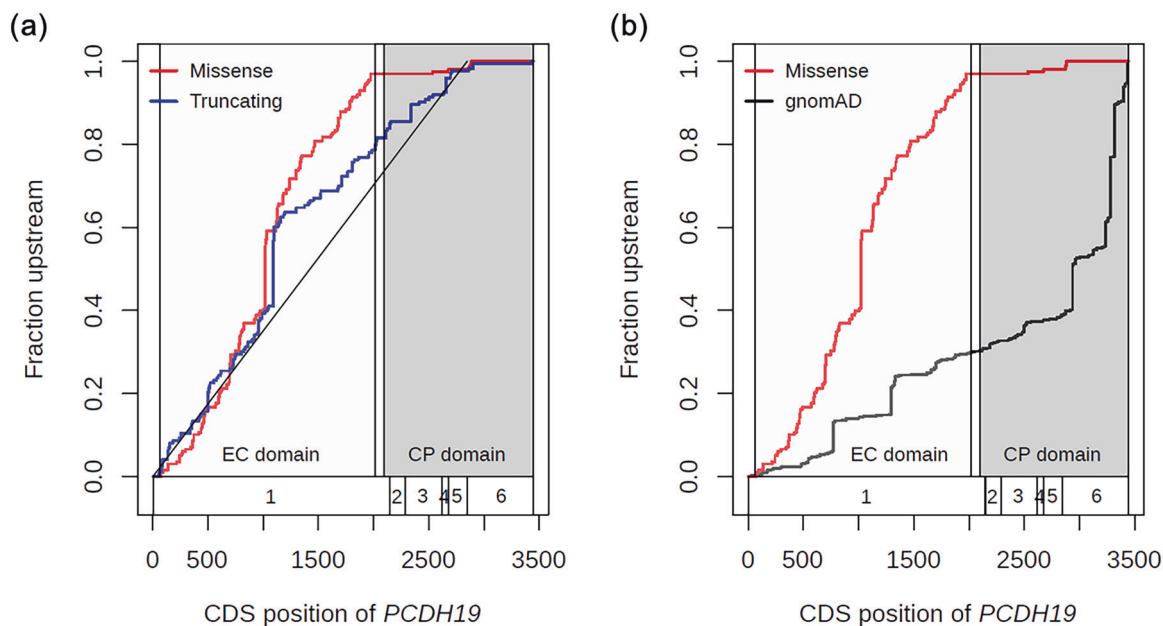 (a)
Missense
Truncating
Fraction upstream
0.0 0.2 0.4 0.6 0.8 1.0
EC domain
CP domain
1 2 3 4 5 6
0 500 1500 2500 3500
CDS position of PCDH19
(b)
Missense
gnomAD
Fraction upstream
0.0 0.2 0.4 0.6 0.8 1.0
EC domain
CP domain
1 2 3 4 5 6
0 500 1500 2500 3500
CDS position of PCDH19